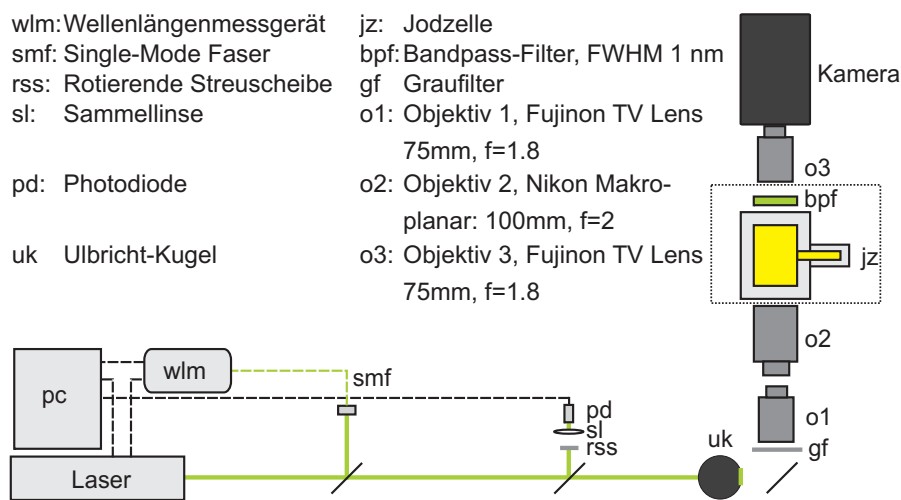 wlm: Wellenlängenmessgerät
smf: Single-Mode Faser
rss: Rotierende Streuscheibe
sl: Sammellinse
pd: Photodiode
uk Ulbricht-Kugel
jz: Jodzelle
bpf: Bandpass-Filter, FWHM 1 nm
gf Graufilter
o1: Objektiv 1, Fujinon TV Lens
75mm, f=1.8
o2: Objektiv 2, Nikon Makro-
planar: 100mm, f=2
o3: Objektiv 3, Fujinon TV Lens
75mm, f=1.8
Kamera
o3
bpf
jz
o2
o1
gf
uk
pc
wlm
smf
pd
sl
rss
Laser